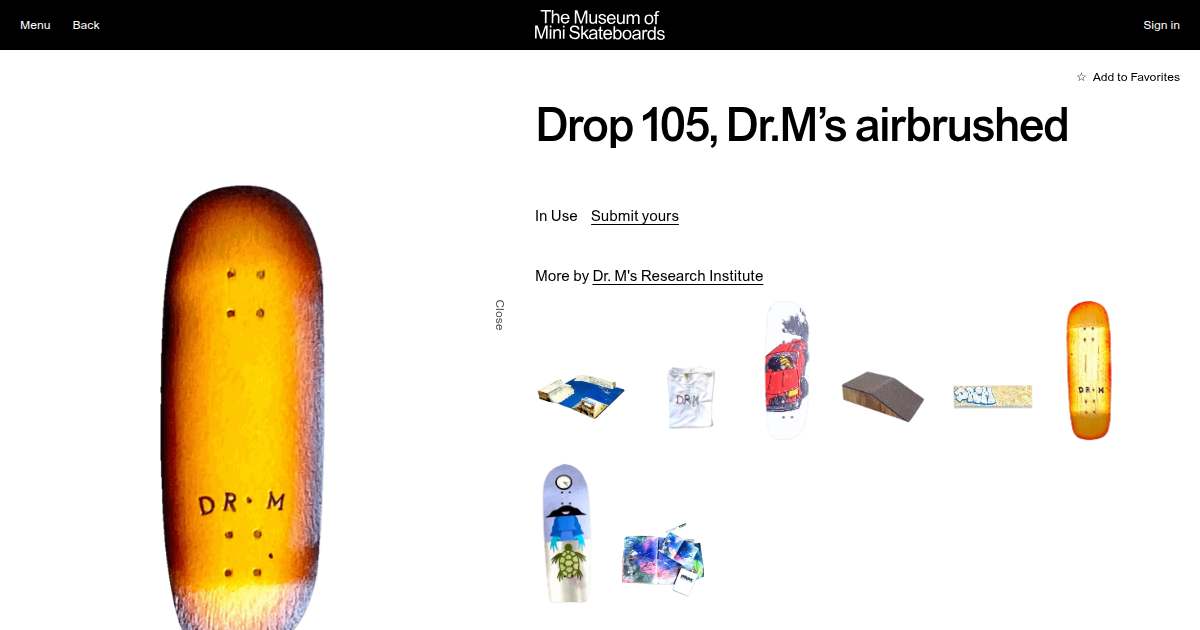 Menu
Back
The Museum of
Mini Skateboards
Sign in
☆ Add to Favorites
Drop 105, Dr.M’s airbrushed
In Use Submit yours
More by Dr. M's Research Institute
Close
DR·M
DR M
DR·M